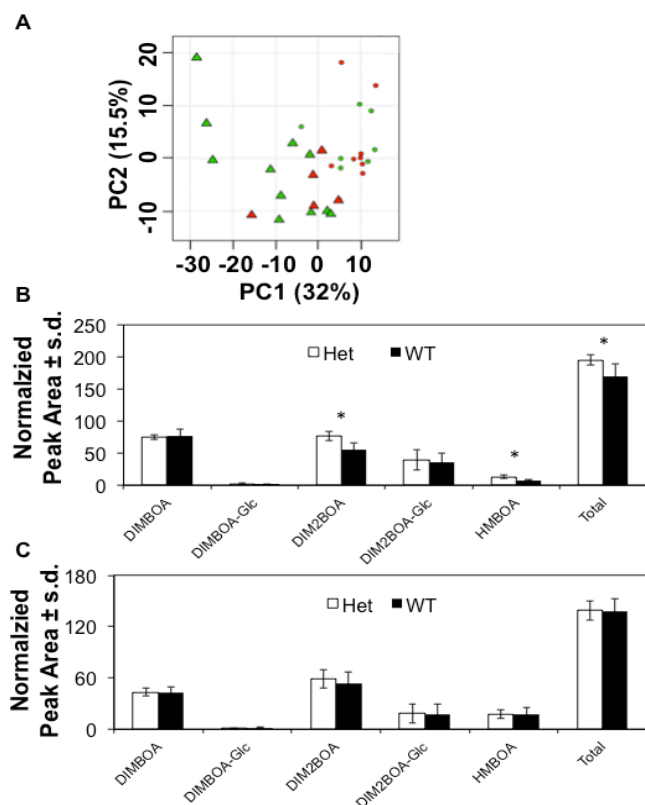 A
PC2 (15.5%)
20
10
0
-10
-30 -20 -10 0 10
PC1 (32%)
B
Normalzied
Peak Area ± s.d.
250
200
150
100
50
0
Het WT
*
*
*
DIMBOA
DIMBOA-Glc
DIM2BOA
DIM2BOA-Glc
HMBOA
Total
C
Normalzied
Peak Area ± s.d.
180
120
60
0
Het WT
DIMBOA
DIMBOA-Glc
DIM2BOA
DIM2BOA-Glc
HMBOA
Total